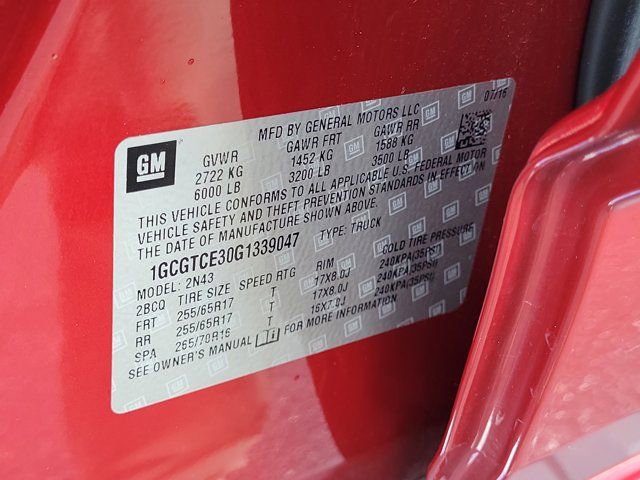 MFD BY GENERAL MOTORS LLC 07/16
GM
GVWR GAWR FRT GAWR RR
2722 KG 1452 KG 1588 KG
6000 LB 3200 LB 3500 LB
THIS VEHICLE CONFORMS TO ALL APPLICABLE U.S. FEDERAL MOTOR
VEHICLE SAFETY AND THEFT PREVENTION STANDARDS IN EFFECT ON
THE DATE OF MANUFACTURE SHOWN ABOVE.
1GCGTCE30G1339047 TYPE: TRUCK
MODEL: 2N43
2BCQ TIRE SIZE SPEED RTG RIM COLD TIRE PRESSURE
FRT 255/65R17 T 17X8.0J 240KPA(35PSI)
RR 255/65R17 T 17X8.0J 240KPA(35PSI)
SPA 265/70R16 T 16X7.0J 240KPA(35PSI)
SEE OWNER'S MANUAL FOR MORE INFORMATION